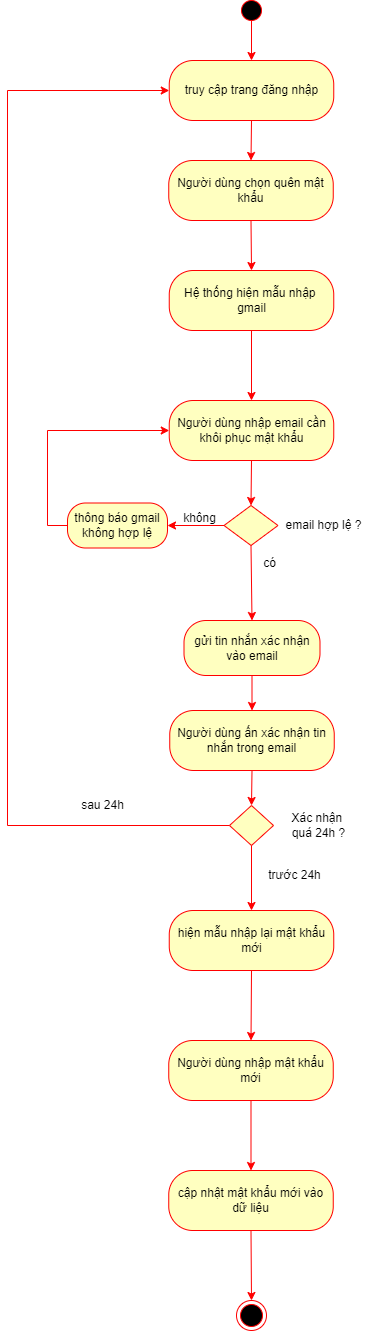 truy cập trang đăng nhập
Người dùng chọn quên mật
khẩu
Hệ thống hiện mẫu nhập
gmail
Người dùng nhập email cần
khôi phục mật khẩu
thông báo gmail
không hợp lệ
không
email hợp lệ ?
có
gửi tin nhắn xác nhận
vào email
Người dùng ấn xác nhận tin
nhắn trong email
sau 24h
Xác nhận
quá 24h ?
trước 24h
hiện mẫu nhập lại mật khẩu
mới
Người dùng nhập mật khẩu
mới
cập nhật mật khẩu mới vào
dữ liệu